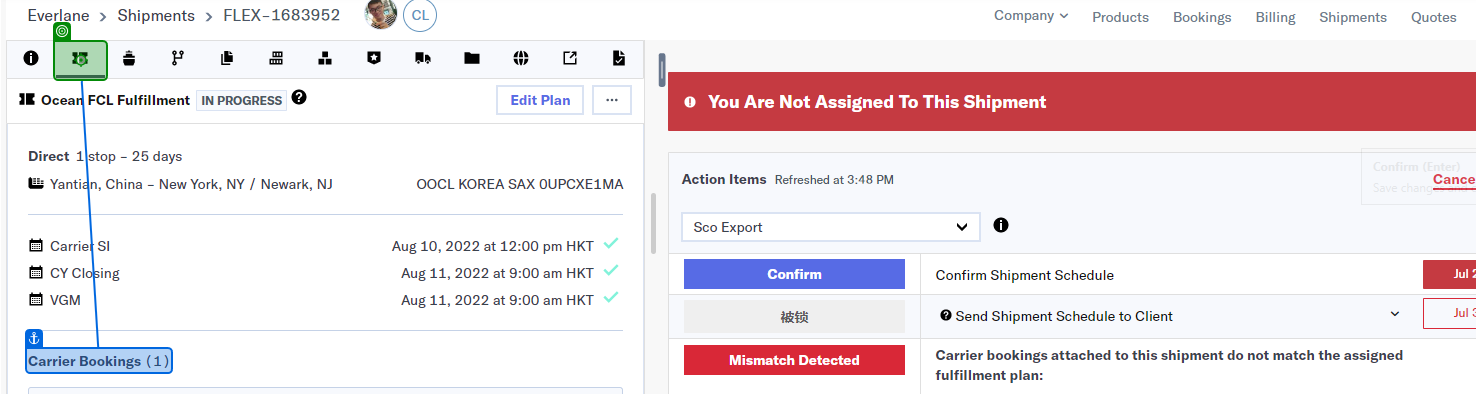 Everlane > Shipments > FLEX-1683952
CL
Company
Products
Bookings
Billing
Shipments
Quotes
Ocean FCL Fulfillment IN PROGRESS
Edit Plan
...
Direct 1 stop – 25 days
Yantian, China – New York, NY / Newark, NJ
OOCL KOREA SAX 0UPCXE1MA
Carrier SI
Aug 10, 2022 at 12:00 pm HKT
CY Closing
Aug 11, 2022 at 9:00 am HKT
VGM
Aug 11, 2022 at 9:00 am HKT
Carrier Bookings (1)
You Are Not Assigned To This Shipment
Action Items Refreshed at 3:48 PM
Confirm (Enter)
Cance
Sco Export
Confirm
Confirm Shipment Schedule
Jul 2
被锁
Send Shipment Schedule to Client
Jul 3
Mismatch Detected
Carrier bookings attached to this shipment do not match the assigned
fulfillment plan: